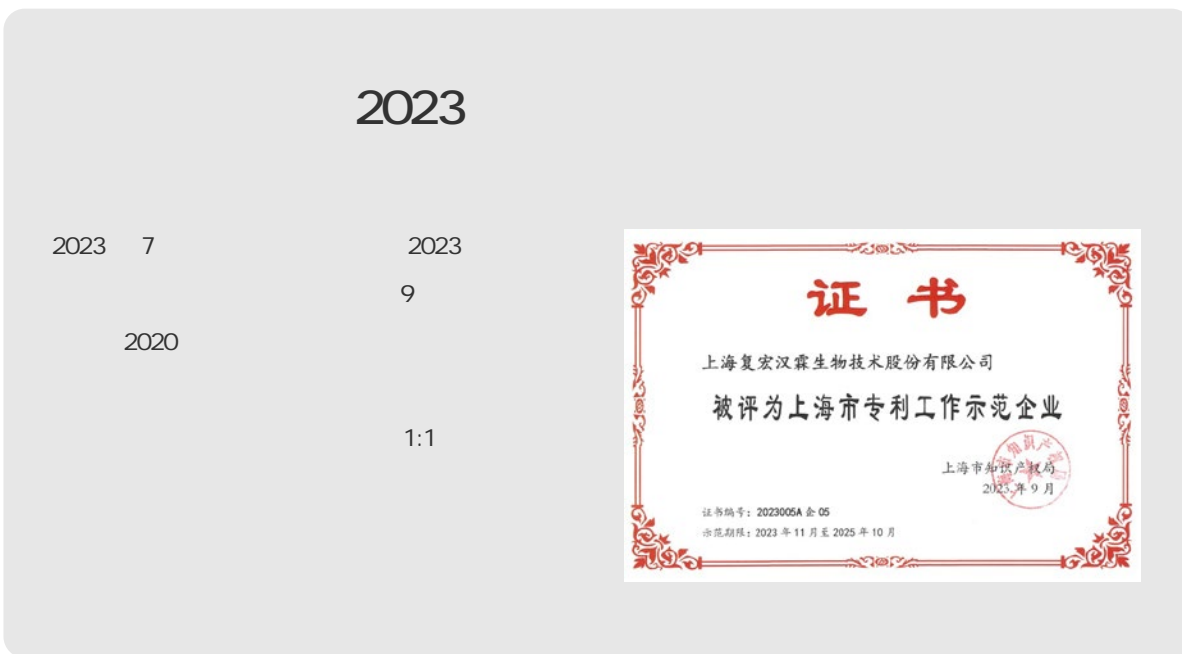 2023
2023 7 2023
9
2020
1:1
证书
上海复宏汉霖生物技术股份有限公司
被评为上海市专利工作示范企业
上海市知识产权局
2023年9月
证书编号：2023005A企05
示范期限：2023年11月至2025年10月